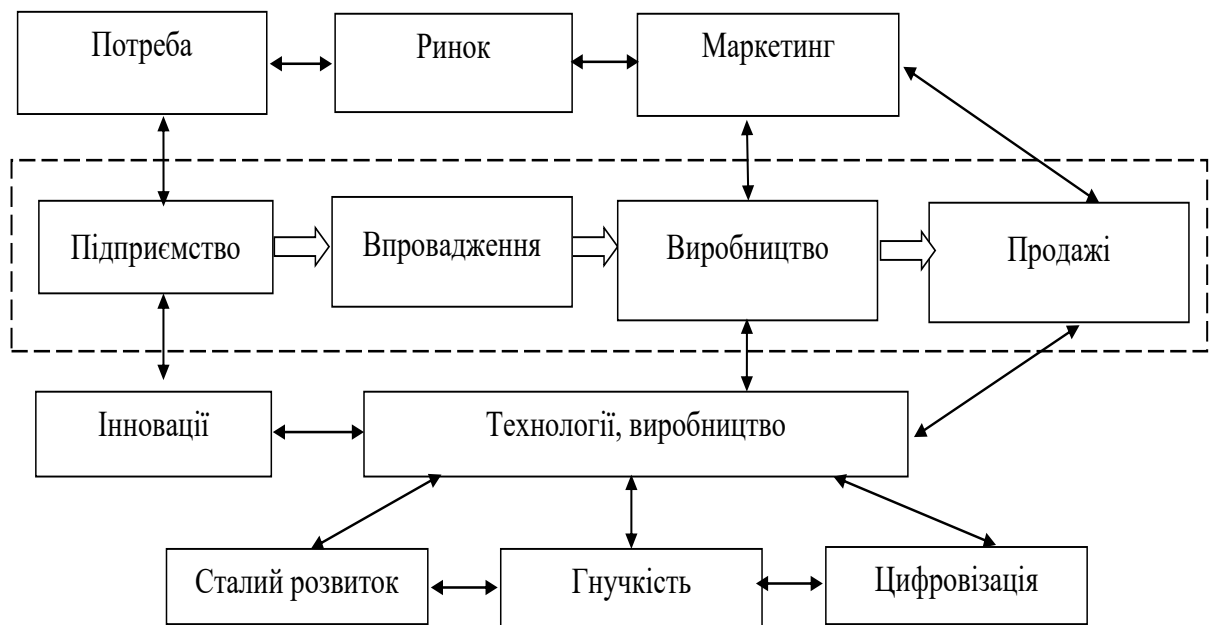 Потреба
Ринок
Маркетинг
Підприємство
Впровадження
Виробництво
Продажі
Інновації
Технології, виробництво
Сталий розвиток
Гнучкість
Цифровізація